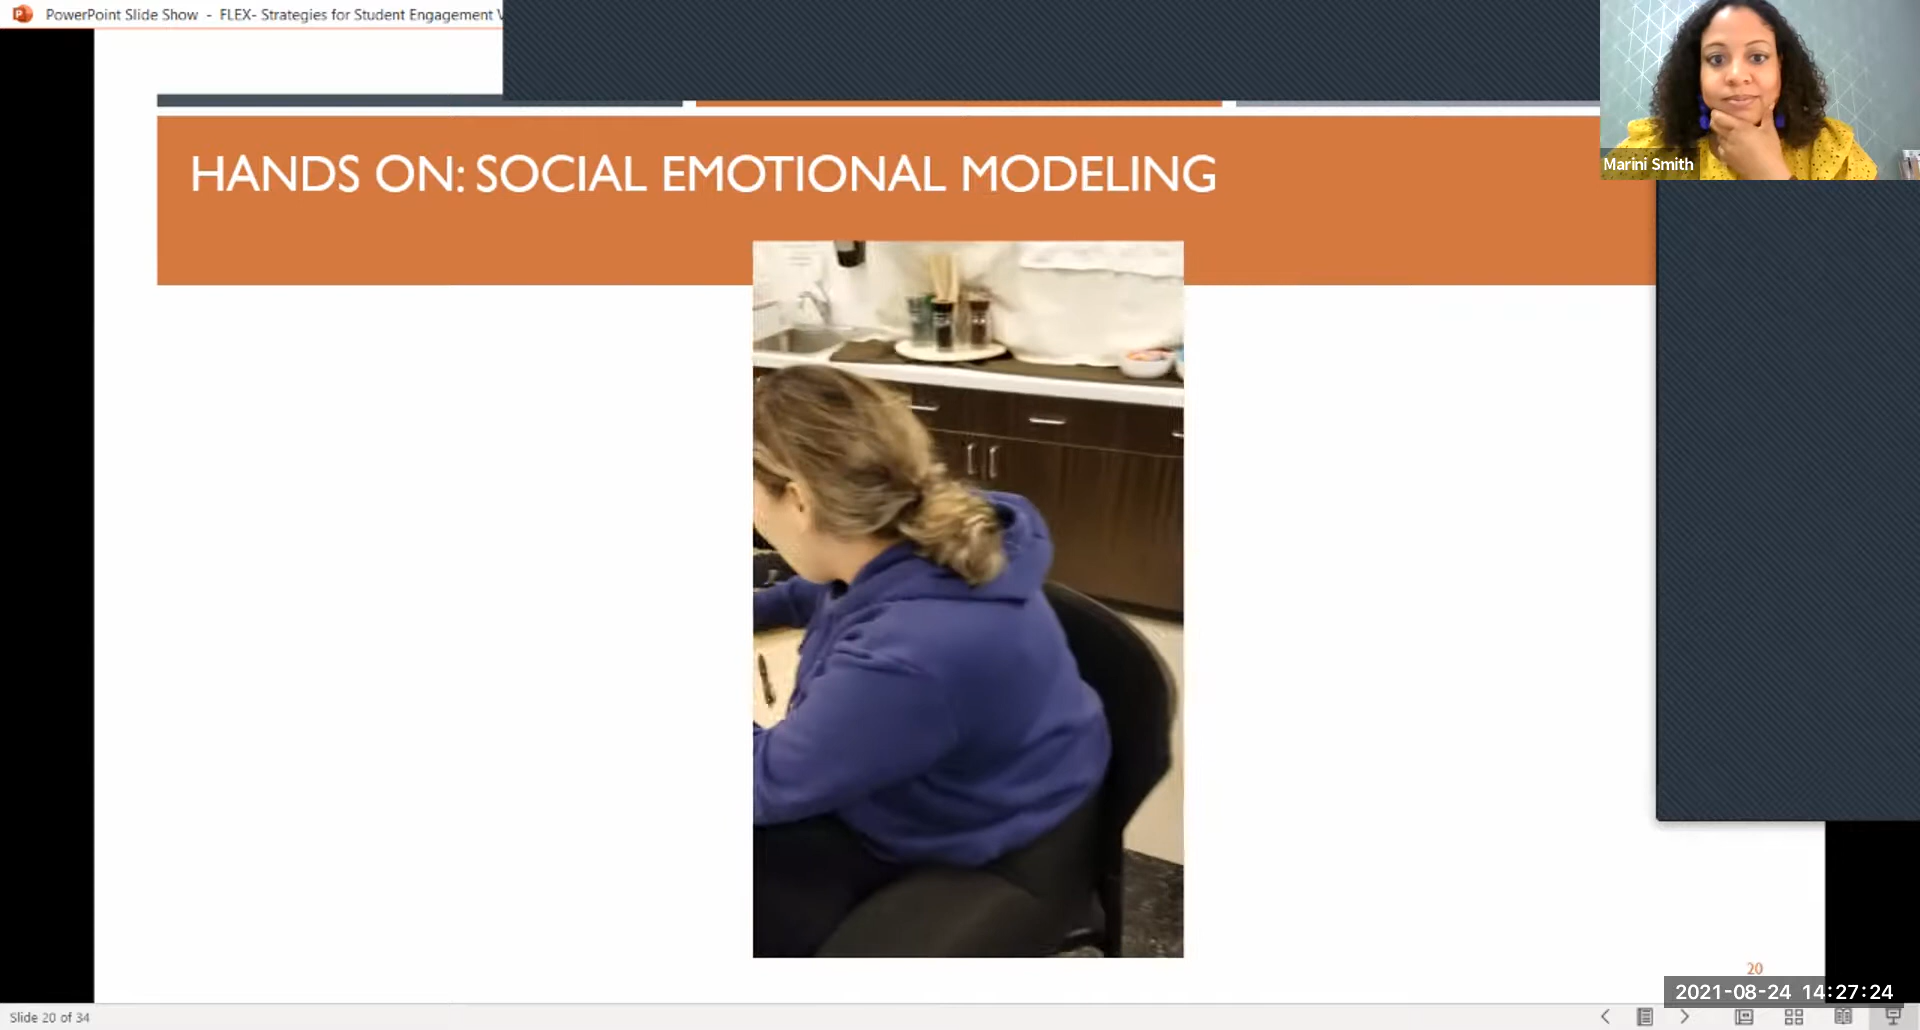 PowerPoint Slide Show - FLEX- Strategies for Student Engagement
Marini Smith
HANDS ON: SOCIAL EMOTIONAL MODELING
20
2021-08-24 14:27:24
Slide 20 of 34